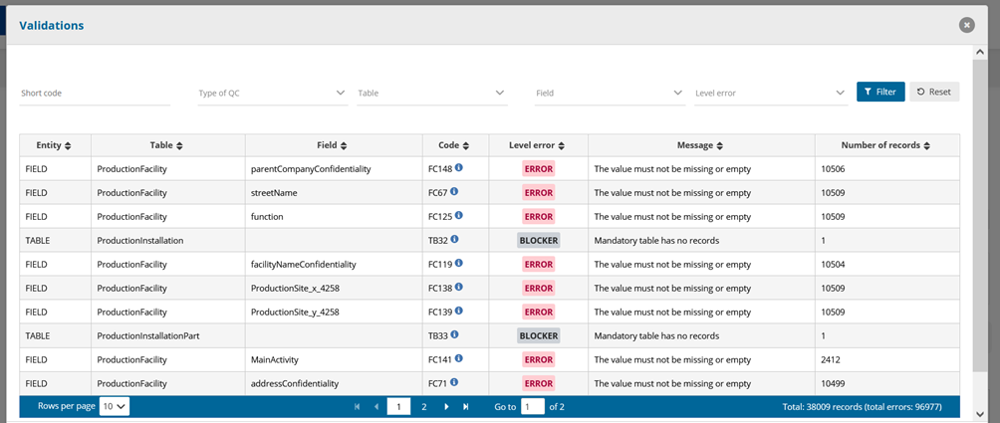 Validations
Short code Type of QC Table Field Level error Filter Reset
Entity Table Field Code Level error Message Number of records
FIELD ProductionFacility parentCompanyConfidentiality FC148 ERROR The value must not be missing or empty 10506
FIELD ProductionFacility streetName FC67 ERROR The value must not be missing or empty 10509
FIELD ProductionFacility function FC125 ERROR The value must not be missing or empty 10509
TABLE ProductionInstallation TB32 BLOCKER Mandatory table has no records 1
FIELD ProductionFacility facilityNameConfidentiality FC119 ERROR The value must not be missing or empty 10504
FIELD ProductionFacility ProductionSite_x_4258 FC138 ERROR The value must not be missing or empty 10509
FIELD ProductionFacility ProductionSite_y_4258 FC139 ERROR The value must not be missing or empty 10509
TABLE ProductionInstallationPart TB33 BLOCKER Mandatory table has no records 1
FIELD ProductionFacility MainActivity FC141 ERROR The value must not be missing or empty 2412
FIELD ProductionFacility addressConfidentiality FC71 ERROR The value must not be missing or empty 10499
Rows per page 10 1 2 Go to 1 of 2 Total: 38009 records (total errors: 96977)